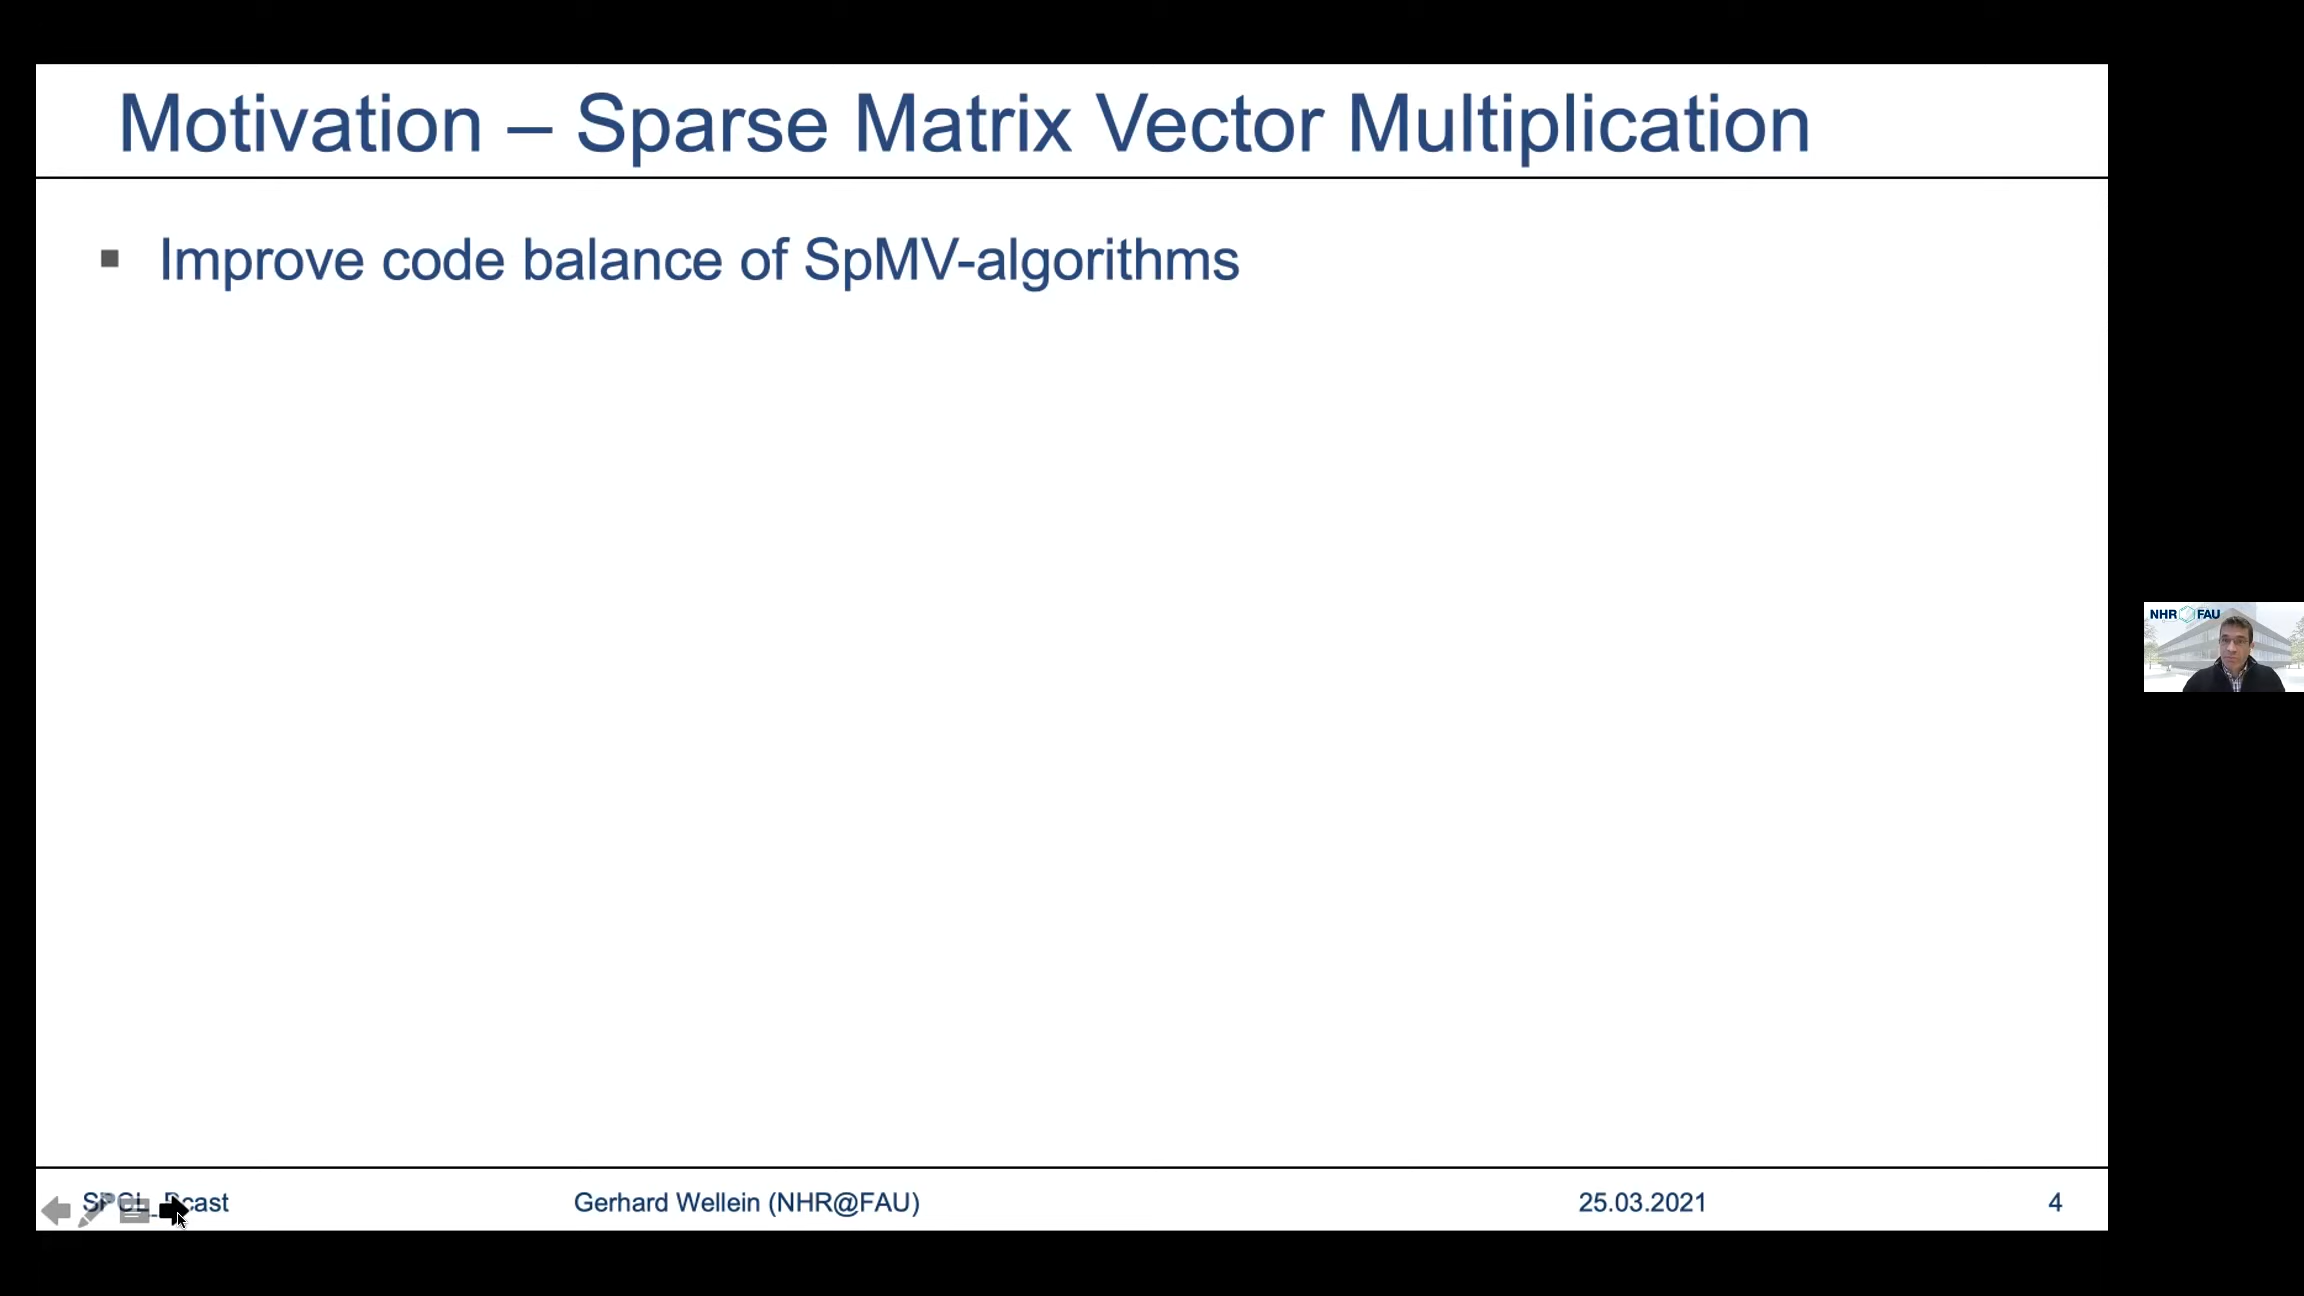 Motivation – Sparse Matrix Vector Multiplication
▪ Improve code balance of SpMV-algorithms
NHR FAU
SPCL_Bcast
Gerhard Wellein (NHR@FAU)
25.03.2021
4